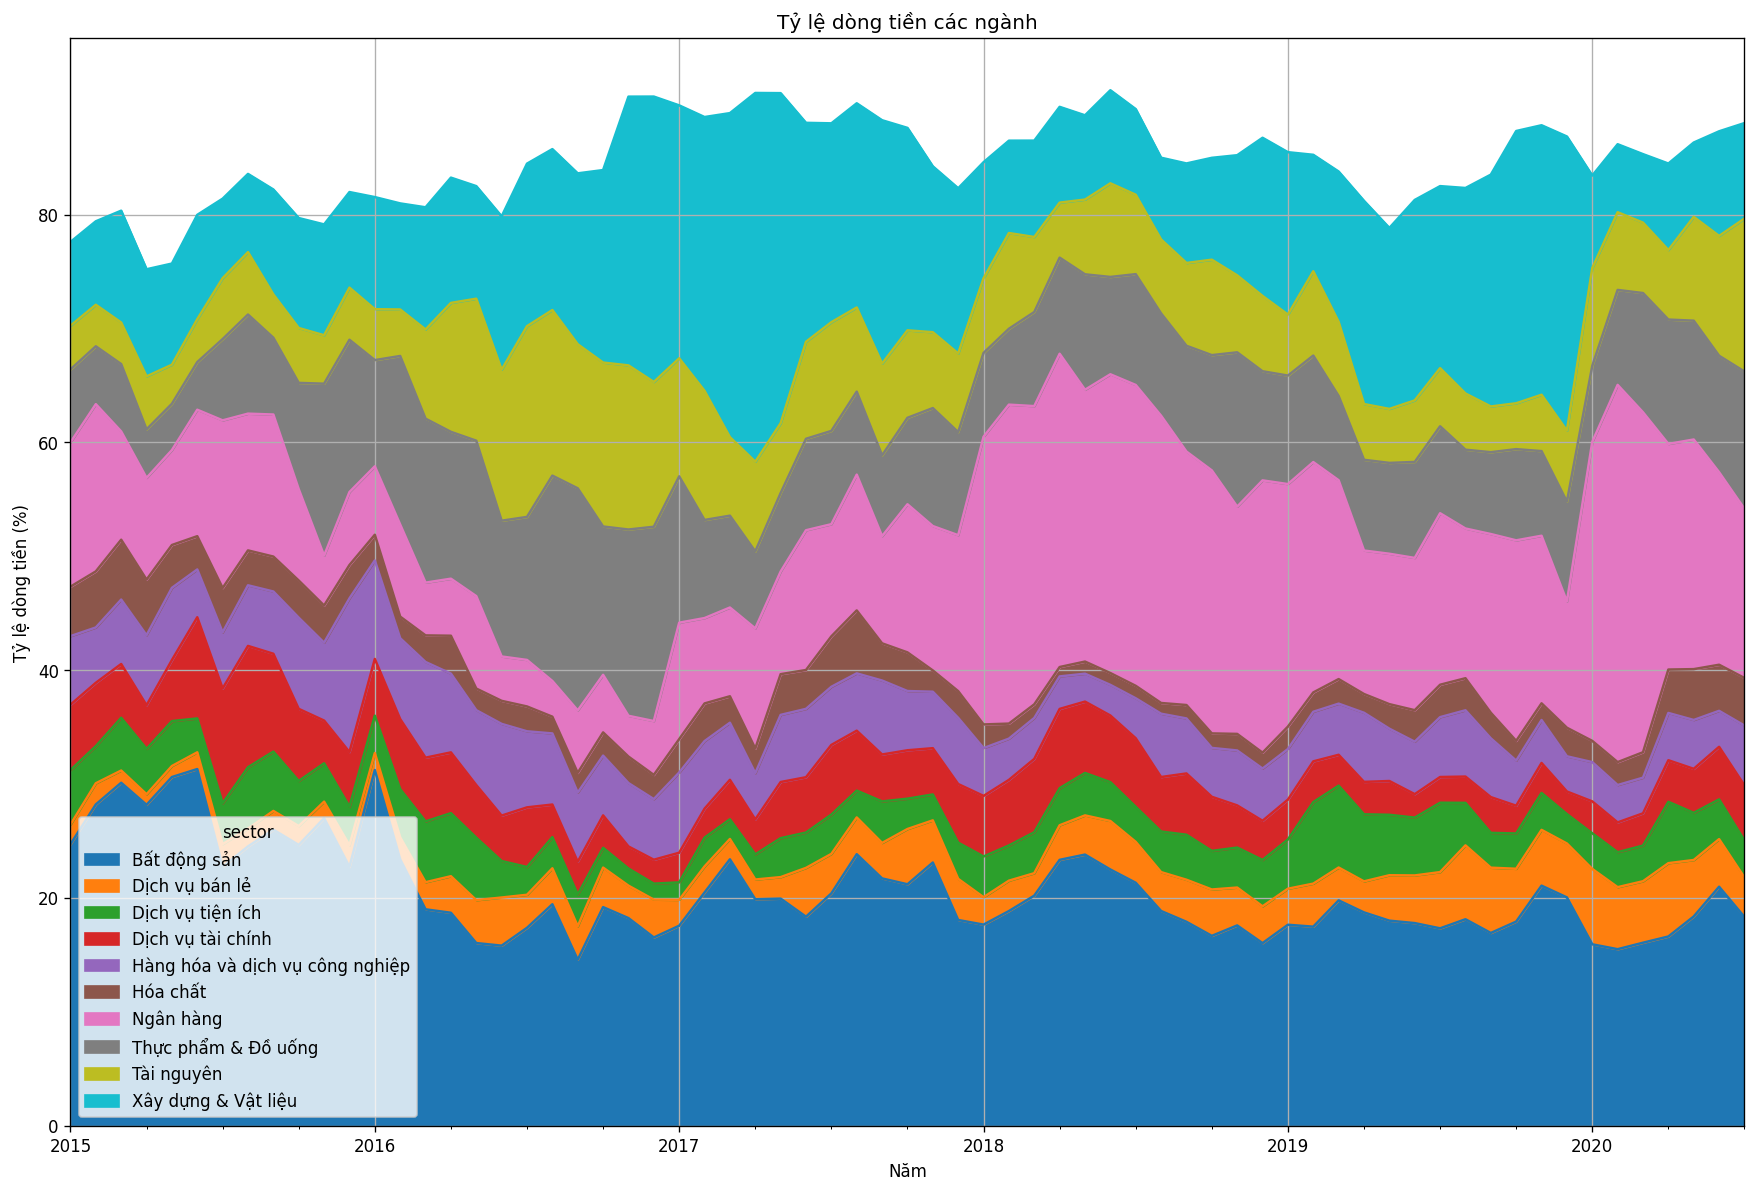 Tỷ lệ dòng tiền các ngành
Tỷ lệ dòng tiền (%)
80
60
40
20
0
sector
Bất động sản
Dịch vụ bán lẻ
Dịch vụ tiện ích
Dịch vụ tài chính
Hàng hóa và dịch vụ công nghiệp
Hóa chất
Ngân hàng
Thực phẩm & Đồ uống
Tài nguyên
Xây dựng & Vật liệu
2015 2016 2017 2018 2019 2020
Năm